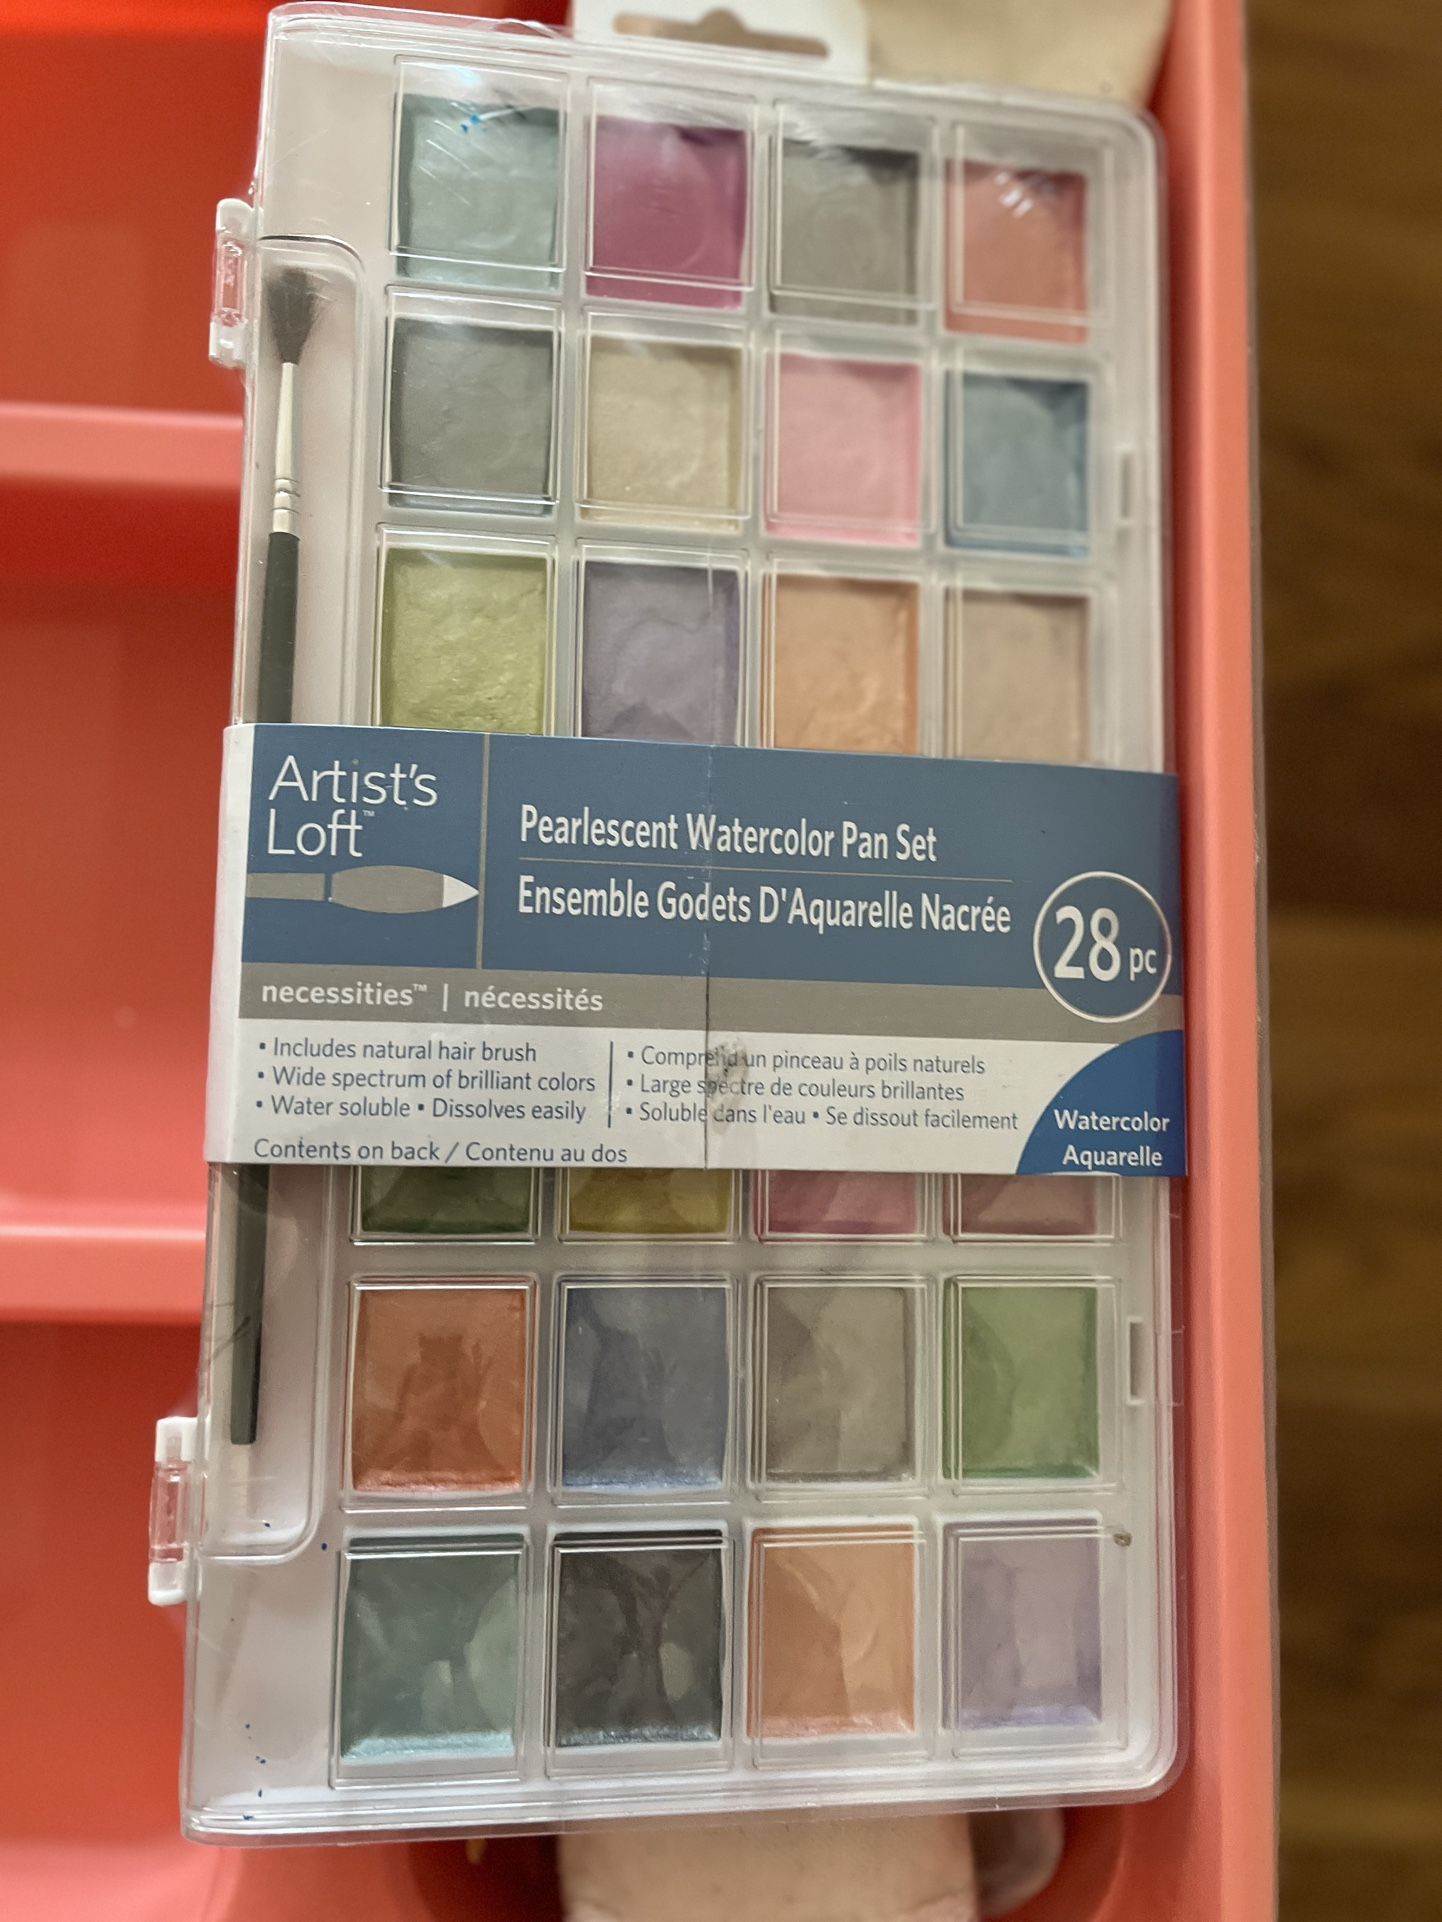 Artist's
Loft™
Pearlescent Watercolor Pan Set
Ensemble Godets D'Aquarelle Nacrée
28 pc
necessities™ | nécessités
• Includes natural hair brush
• Wide spectrum of brilliant colors
• Water soluble • Dissolves easily
• Comprend un pinceau à poils naturels
• Large spectre de couleurs brillantes
• Soluble dans l'eau • Se dissout facilement
Contents on back / Contenu au dos
Watercolor
Aquarelle